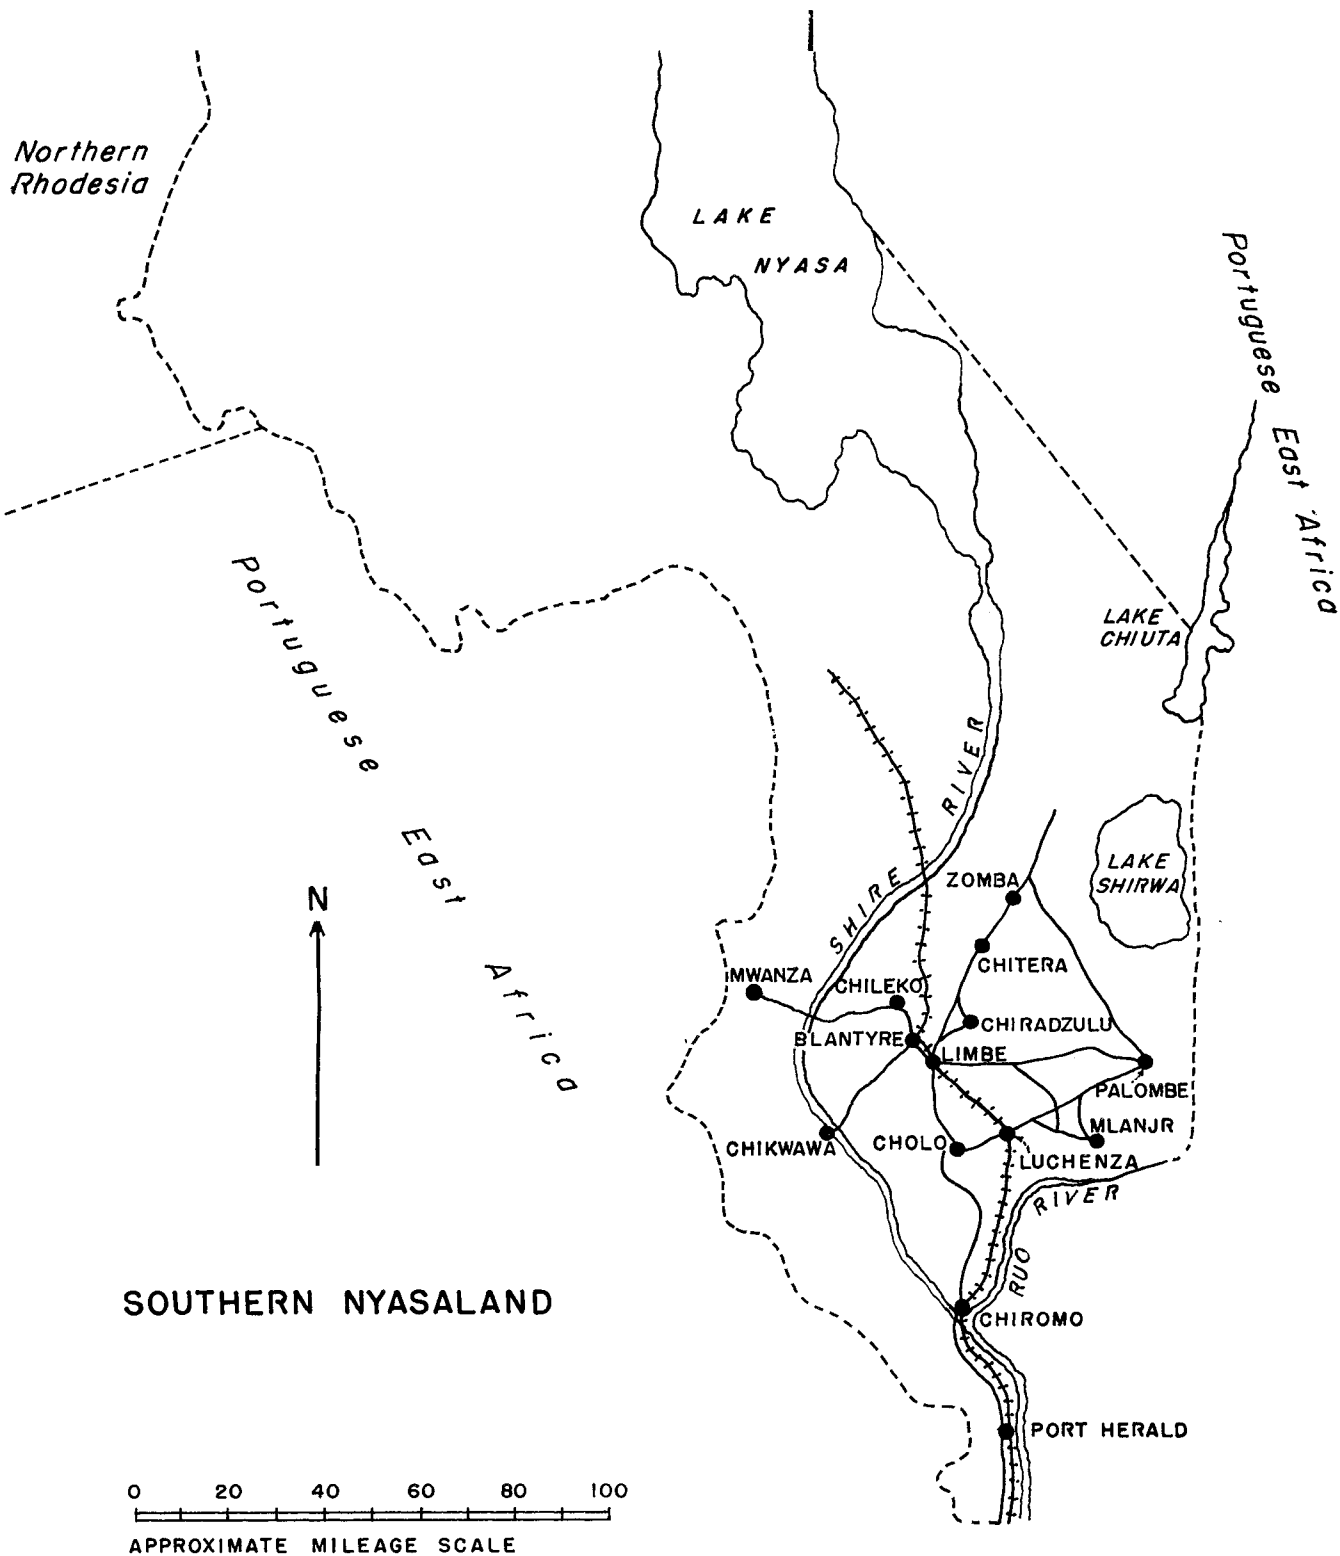 Northern
Rhodesia
LAKE
NYASA
Portuguese East Africa
LAKE
CHIUTA
Portuguese East Africa
SHIRE RIVER
LAKE
SHIRWA
N
ZOMBA
CHITERA
MWANZA
CHILEKO
CHIRADZULU
BLANTYRE
LIMBE
PALOMBE
MLANJR
CHIKWAWA
CHOLO
LUCHENZA
RUO RIVER
SOUTHERN NYASALAND
CHIROMO
PORT HERALD
0 20 40 60 80 100
APPROXIMATE MILEAGE SCALE